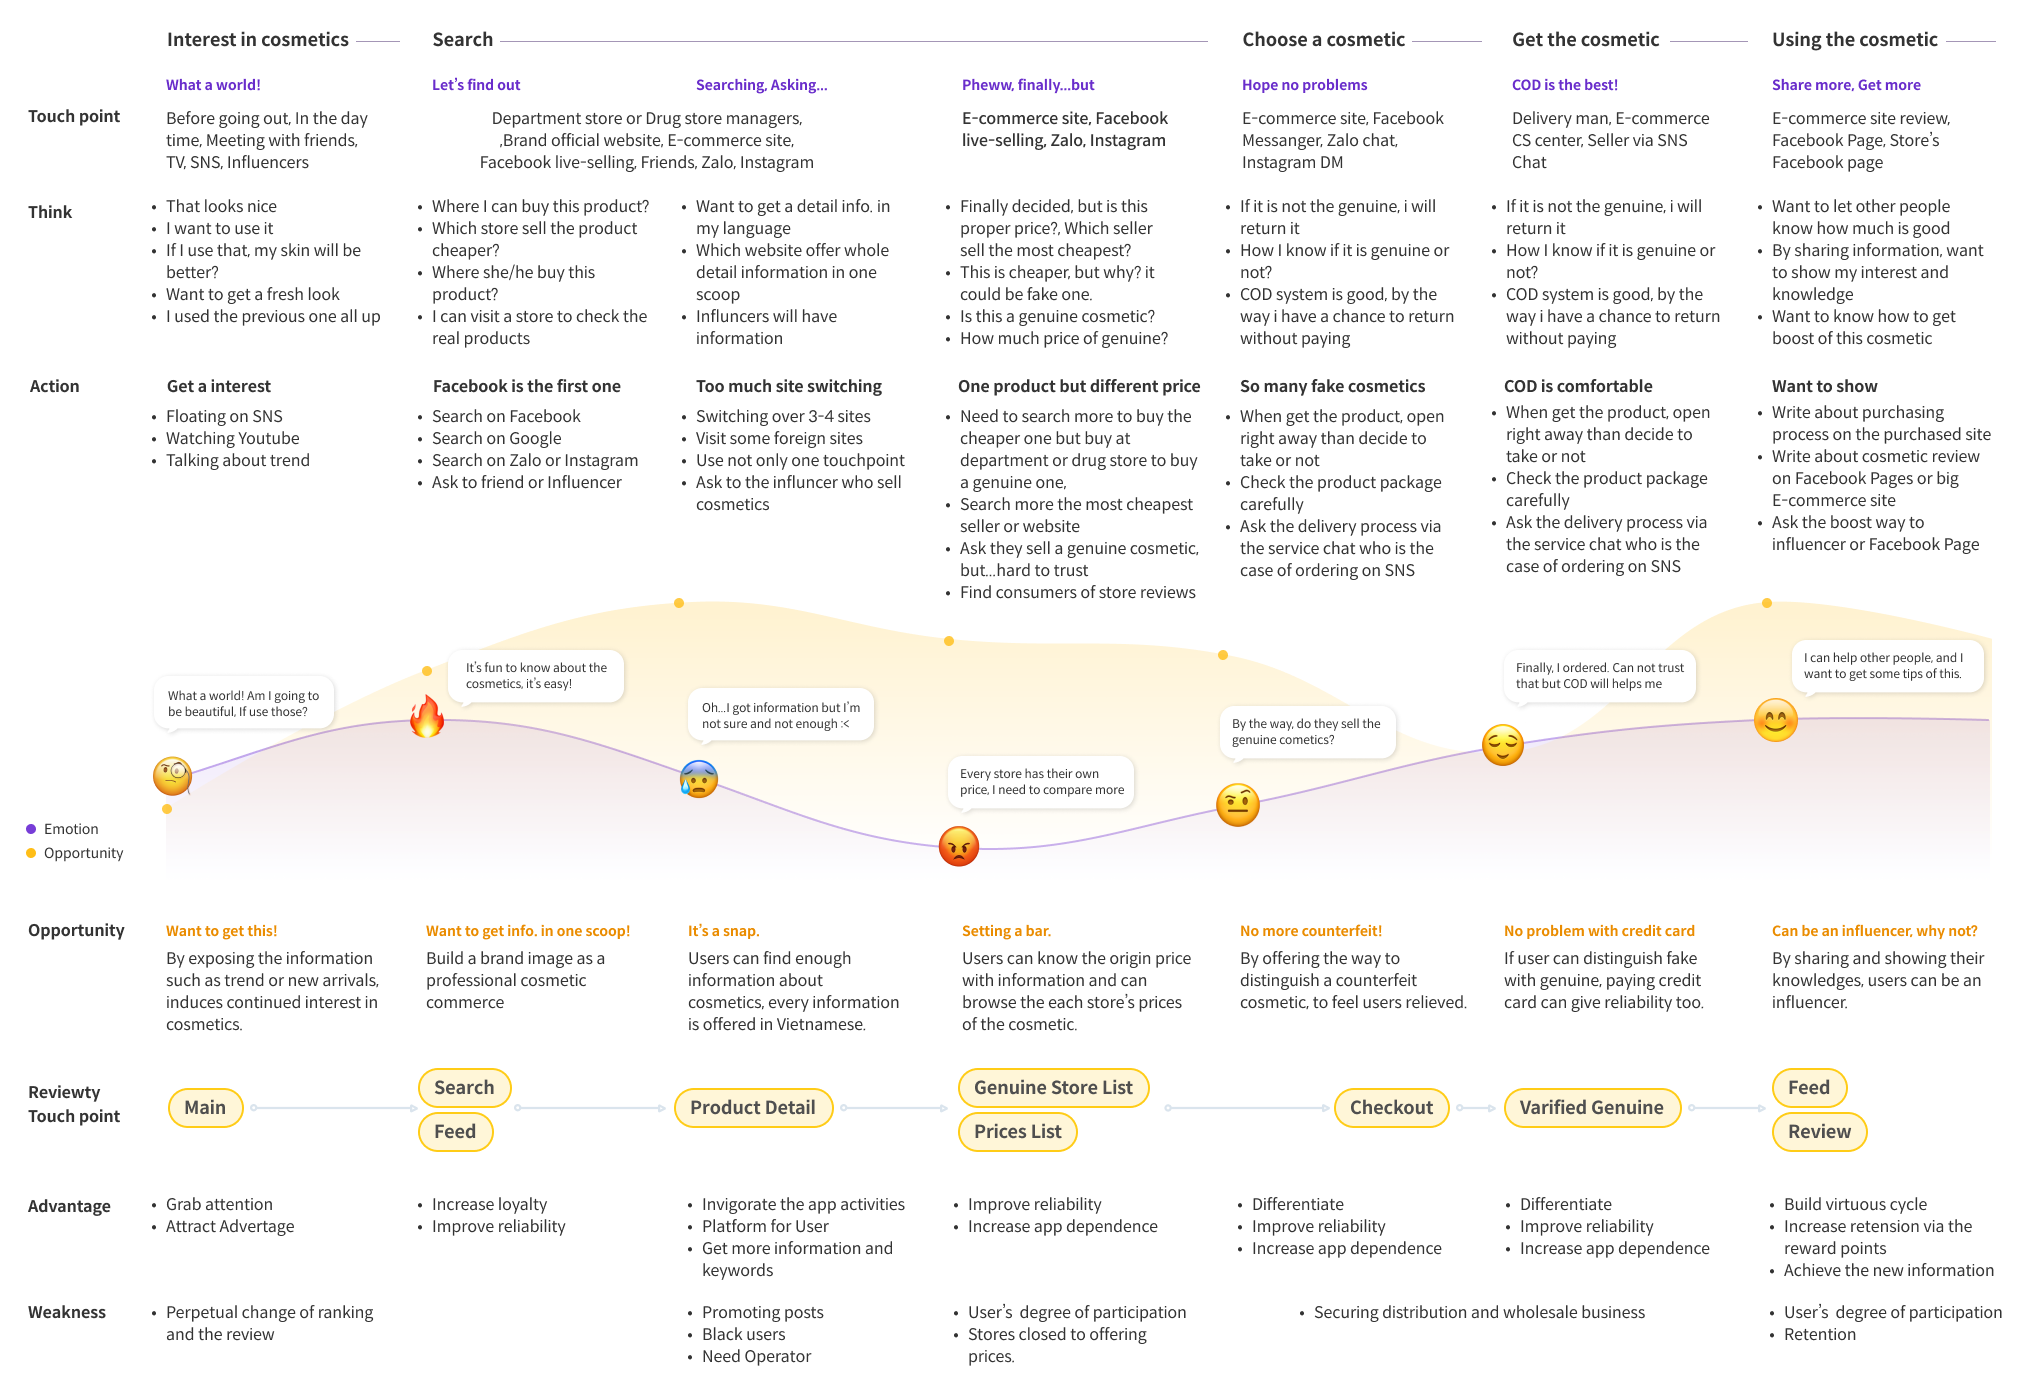 Interest in cosmetics
Search
Choose a cosmetic
Get the cosmetic
Using the cosmetic
What a world!
Let's find out
Searching, Asking...
Pheww, finally...but
Hope no problems
COD is the best!
Share more, Get more
Touch point
Before going out, In the day
time, Meeting with friends,
TV, SNS, Influencers
Department store or Drug store managers,
,Brand official website, E-commerce site,
Facebook live-selling, Friends, Zalo, Instagram
E-commerce site, Facebook
live-selling, Zalo, Instagram
E-commerce site, Facebook
Messanger, Zalo chat,
Instagram DM
Delivery man, E-commerce
CS center, Seller via SNS
Chat
E-commerce site review,
Facebook Page, Store's
Facebook page
Think
• That looks nice
• I want to use it
• If I use that, my skin will be
better?
• Want to get a fresh look
• I used the previous one all up
• Where I can buy this product?
• Which store sell the product
cheaper?
• Where she/he buy this
product?
• I can visit a store to check the
real products
• Want to get a detail info. in
my language
• Which website offer whole
detail information in one
scoop
• Influncers will have
information
• Finally decided, but is this
proper price?, Which seller
sell the most cheapest?
• This is cheaper, but why? it
could be fake one.
• Is this a genuine cosmetic?
• How much price of genuine?
• If it is not the genuine, i will
return it
• How I know if it is genuine or
not?
• COD system is good, by the
way i have a chance to return
without paying
• If it is not the genuine, i will
return it
• How I know if it is genuine or
not?
• COD system is good, by the
way i have a chance to return
without paying
• Want to let other people
know how much is good
• By sharing information, want
to show my interest and
knowledge
• Want to know how to get
boost of this cosmetic
Action
Get a interest
• Floating on SNS
• Watching Youtube
• Talking about trend
Facebook is the first one
• Search on Facebook
• Search on Google
• Search on Zalo or Instagram
• Ask to friend or Influencer
Too much site switching
• Switching over 3-4 sites
• Visit some foreign sites
• Use not only one touchpoint
• Ask to the influncer who sell
cosmetics
One product but different price
• Need to search more to buy the
cheaper one but buy at
department or drug store to buy
a genuine one,
• Search more the most cheapest
seller or website
• Ask they sell a genuine cosmetic,
but...hard to trust
• Find consumers of store reviews
So many fake cosmetics
• When get the product, open
right away than decide to
take or not
• Check the product package
carefully
• Ask the delivery process via
the service chat who is the
case of ordering on SNS
COD is comfortable
• When get the product, open
right away than decide to
take or not
• Check the product package
carefully
• Ask the delivery process via
the service chat who is the
case of ordering on SNS
Want to show
• Write about purchasing
process on the purchased site
• Write about cosmetic review
on Facebook Pages or big
E-commerce site
• Ask the boost way to
influencer or Facebook Page
What a world! Am I going to
be beautiful, If use those?
It's fun to know about the
cosmetics, it's easy!
Oh...I got information but I'm
not sure and not enough :<
Every store has their own
price, I need to compare more
By the way, do they sell the
genuine cometics?
Finally, I ordered. Can not trust
that but COD will helps me
I can help other people, and I
want to get some tips of this.
Emotion
Opportunity
Opportunity
Want to get this!
By exposing the information
such as trend or new arrivals,
induces continued interest in
cosmetics.
Want to get info. in one scoop!
Build a brand image as a
professional cosmetic
commerce
It's a snap.
Users can find enough
information about
cosmetics, every information
is offered in Vietnamese.
Setting a bar.
Users can know the origin price
with information and can
browse the each store's prices
of the cosmetic.
No more counterfeit!
By offering the way to
distinguish a counterfeit
cosmetic, to feel users relieved.
No problem with credit card
If user can distinguish fake
with genuine, paying credit
card can give reliability too.
Can be an influencer, why not?
By sharing and showing their
knowledges, users can be an
influencer.
Reviewty
Touch point
Main
Search
Feed
Product Detail
Genuine Store List
Prices List
Checkout
Varified Genuine
Feed
Review
Advantage
• Grab attention
• Attract Advertage
• Increase loyalty
• Improve reliability
• Invigorate the app activities
• Platform for User
• Get more information and
keywords
• Improve reliability
• Increase app dependence
• Differentiate
• Improve reliability
• Increase app dependence
• Differentiate
• Improve reliability
• Increase app dependence
• Build virtuous cycle
• Increase retension via the
reward points
• Achieve the new information
Weakness
• Perpetual change of ranking
and the review
• Promoting posts
• Black users
• Need Operator
• User's degree of participation
• Stores closed to offering
prices.
• Securing distribution and wholesale business
• User's degree of participation
• Retention